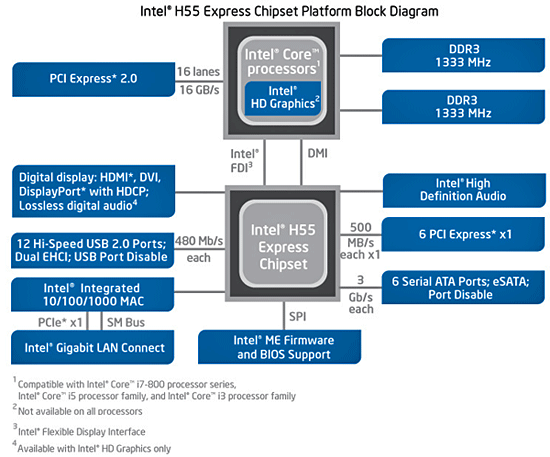 Intel® H55 Express Chipset Platform Block Diagram
PCI Express* 2.0
16 lanes
16 GB/s
Intel® Core™
processors1
Intel®
HD Graphics2
DDR3
1333 MHz
DDR3
1333 MHz
Intel®
FDI3
DMI
Digital display: HDMI*, DVI,
DisplayPort* with HDCP;
Lossless digital audio4
Intel® High
Definition Audio
12 Hi-Speed USB 2.0 Ports;
Dual EHCI; USB Port Disable
480 Mb/s
each
Intel® H55
Express
Chipset
500
MB/s
each x1
6 PCI Express* x1
Intel® Integrated
10/100/1000 MAC
3
Gb/s
each
6 Serial ATA Ports; eSATA;
Port Disable
PCIe* x1
SM Bus
SPI
Intel® Gigabit LAN Connect
Intel® ME Firmware
and BIOS Support
1 Compatible with Intel® Core™ i7-800 processor series,
Intel® Core™ i5 processor family, and Intel® Core™ i3 processor family
2 Not available on all processors
3 Intel® Flexible Display Interface
4 Available with Intel® HD Graphics only